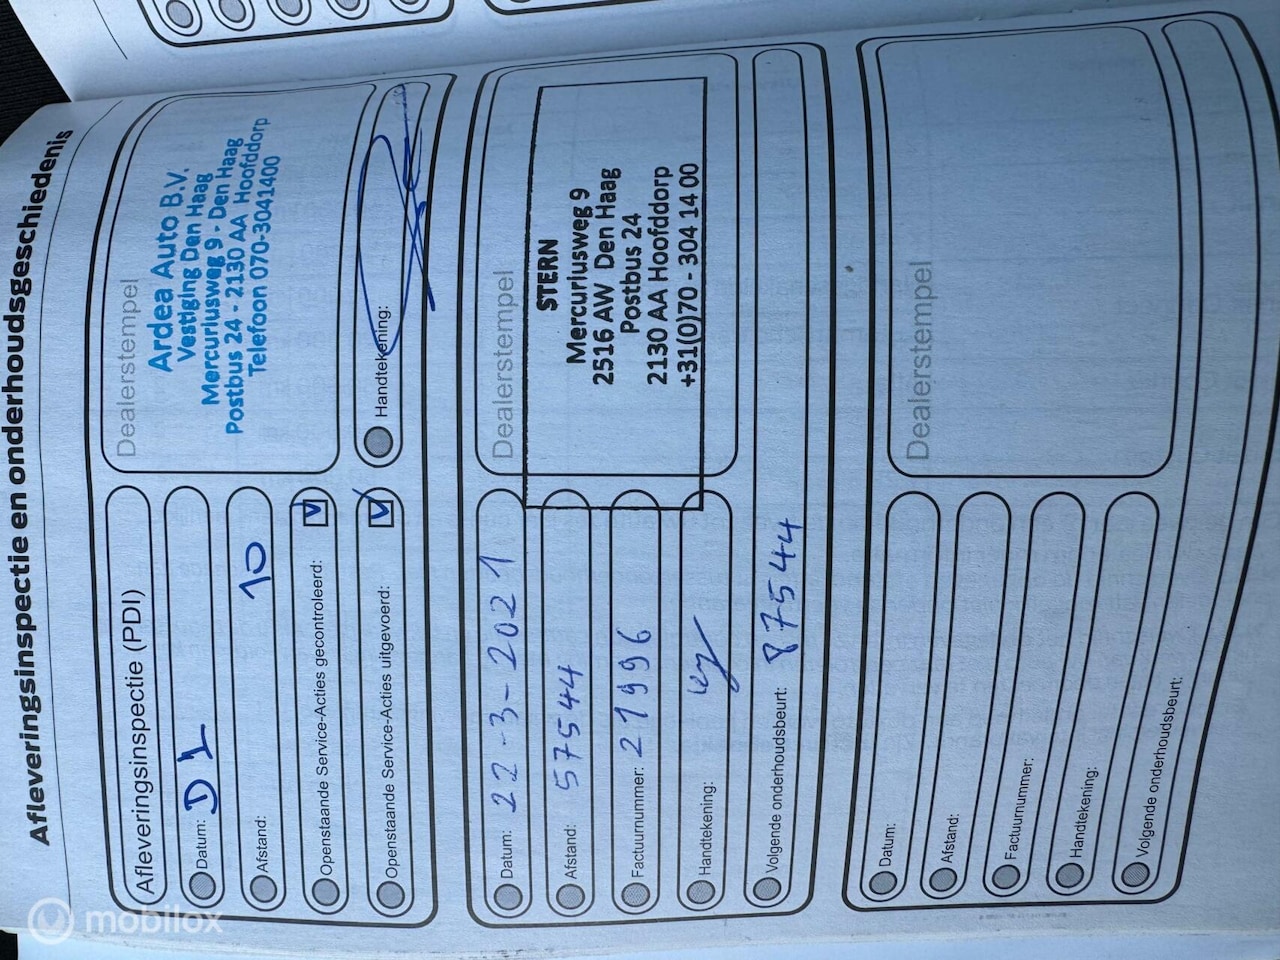 Afleveringsinspectie en onderhoudsgeschiedenis
Afleveringsinspectie (PDI)
Datum: D1
Afstand: 10
Openstaande Service-Acties gecontroleerd: V
Openstaande Service-Acties uitgevoerd: V
Dealerstempel
Ardea Auto B.V.
Vestiging Den Haag
Mercuriusweg 9 - Den Haag
Postbus 24 - 2130 AA Hoofddorp
Telefoon 070-3041400
Handtekening:
Datum: 22-3-2021
Afstand: 57544
Factuurnummer: 21996
Handtekening:
Volgende onderhoudsbeurt: 87544
Dealerstempel
STERN
Mercuriusweg 9
2516 AW Den Haag
Postbus 24
2130 AA Hoofddorp
+31(0)70 - 304 14 00
Datum:
Afstand:
Factuurnummer:
Handtekening:
Volgende onderhoudsbeurt:
Dealerstempel
mobilox